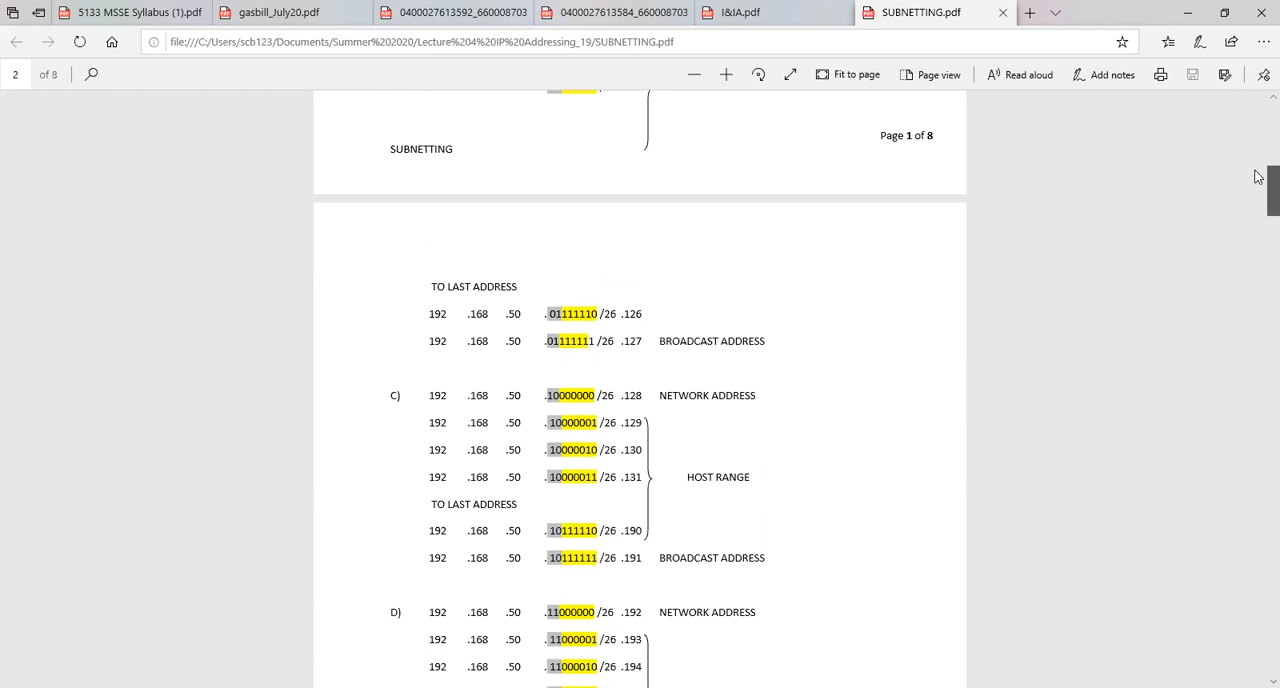 5133 MSSE Syllabus (1).pdf gasbill_July20.pdf 0400027613592_660008703 0400027613584_660008703 I&IA.pdf SUBNETTING.pdf
file:///C:/Users/scb123/Documents/Summer%202020/Lecture%204%20IP%20Addressing_19/SUBNETTING.pdf
2 of 8 Fit to page Page view Read aloud Add notes
Page 1 of 8
SUBNETTING
TO LAST ADDRESS
192 .168 .50 .01111110 /26 .126
192 .168 .50 .01111111 /26 .127 BROADCAST ADDRESS
C) 192 .168 .50 .10000000 /26 .128 NETWORK ADDRESS
192 .168 .50 .10000001 /26 .129
192 .168 .50 .10000010 /26 .130
192 .168 .50 .10000011 /26 .131 HOST RANGE
TO LAST ADDRESS
192 .168 .50 .10111110 /26 .190
192 .168 .50 .10111111 /26 .191 BROADCAST ADDRESS
D) 192 .168 .50 .11000000 /26 .192 NETWORK ADDRESS
192 .168 .50 .11000001 /26 .193
192 .168 .50 .11000010 /26 .194